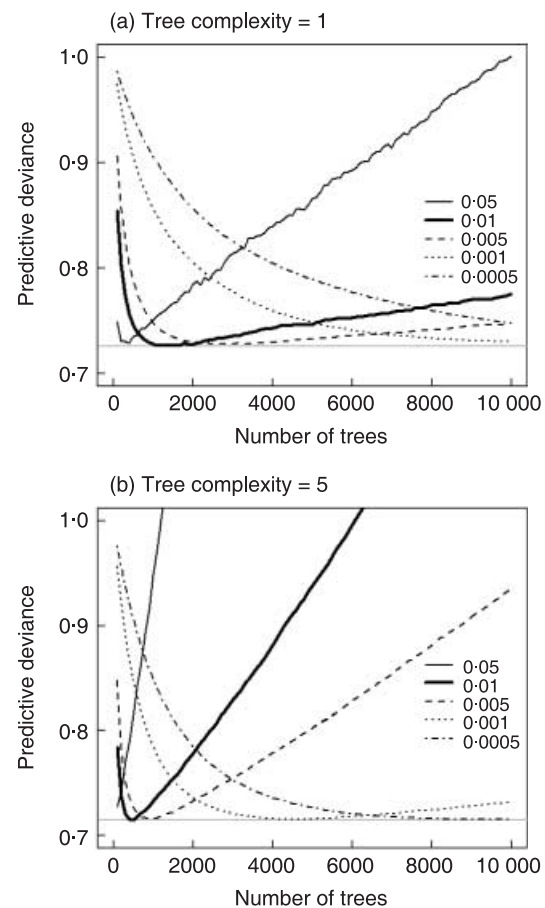 (a) Tree complexity = 1
1·0
0·9
0·8
0·7
Predictive deviance
0·05
0·01
0·005
0·001
0·0005
0 2000 4000 6000 8000 10 000
Number of trees
(b) Tree complexity = 5
1·0
0·9
0·8
0·7
Predictive deviance
0·05
0·01
0·005
0·001
0·0005
0 2000 4000 6000 8000 10 000
Number of trees